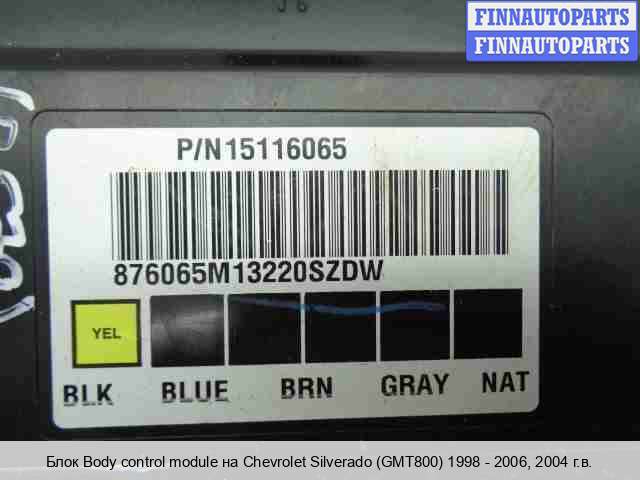 FINNAUTOPARTS
FINNAUTOPARTS
P/N15116065
876065M13220SZDW
YEL
BLK BLUE BRN GRAY NAT
Блок Body control module на Chevrolet Silverado (GMT800) 1998 - 2006, 2004 г.в.